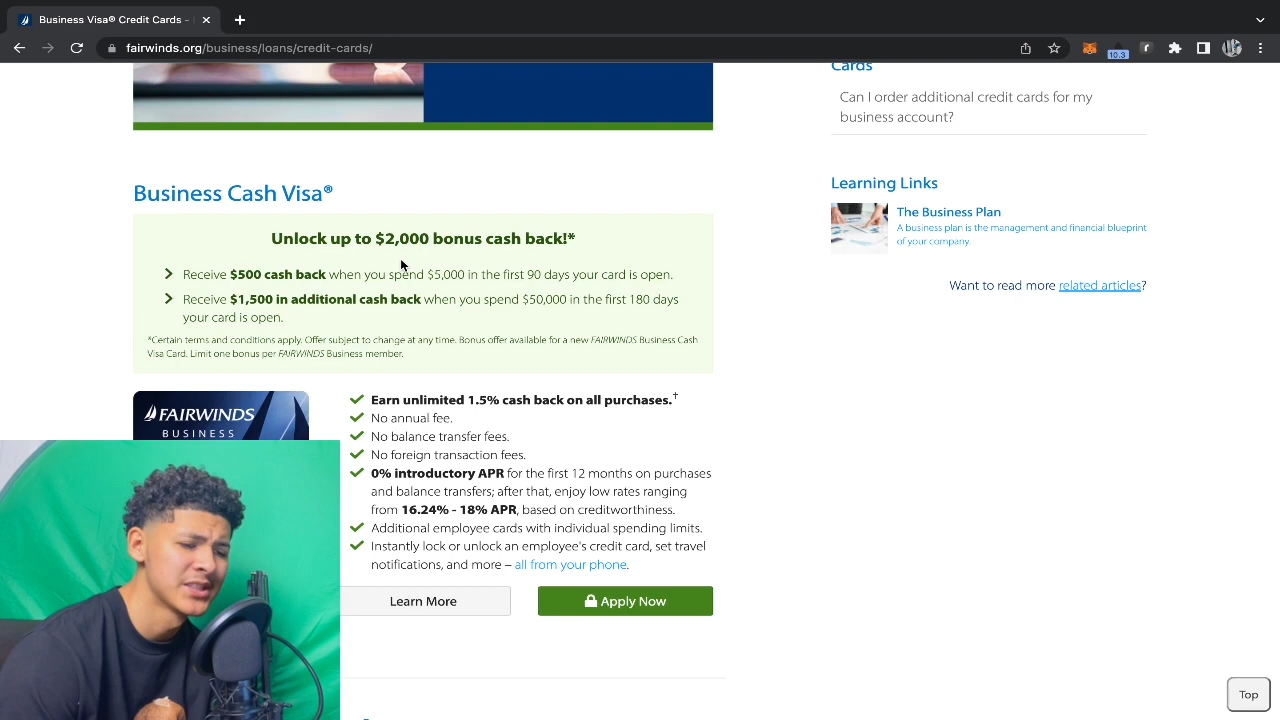 Business Visa® Credit Cards -
fairwinds.org/business/loans/credit-cards/
10.3
Cards
Can I order additional credit cards for my
business account?
Learning Links
The Business Plan
A business plan is the management and financial blueprint
of your company.
Want to read more related articles?
Business Cash Visa®
Unlock up to $2,000 bonus cash back!*
Receive $500 cash back when you spend $5,000 in the first 90 days your card is open.
Receive $1,500 in additional cash back when you spend $50,000 in the first 180 days
your card is open.
*Certain terms and conditions apply. Offer subject to change at any time. Bonus offer available for a new FAIRWINDS Business Cash
Visa Card. Limit one bonus per FAIRWINDS Business member.
FAIRWINDS
BUSINESS
Earn unlimited 1.5% cash back on all purchases.†
No annual fee.
No balance transfer fees.
No foreign transaction fees.
0% introductory APR for the first 12 months on purchases
and balance transfers; after that, enjoy low rates ranging
from 16.24% - 18% APR, based on creditworthiness.
Additional employee cards with individual spending limits.
Instantly lock or unlock an employee's credit card, set travel
notifications, and more – all from your phone.
Learn More
Apply Now
Top